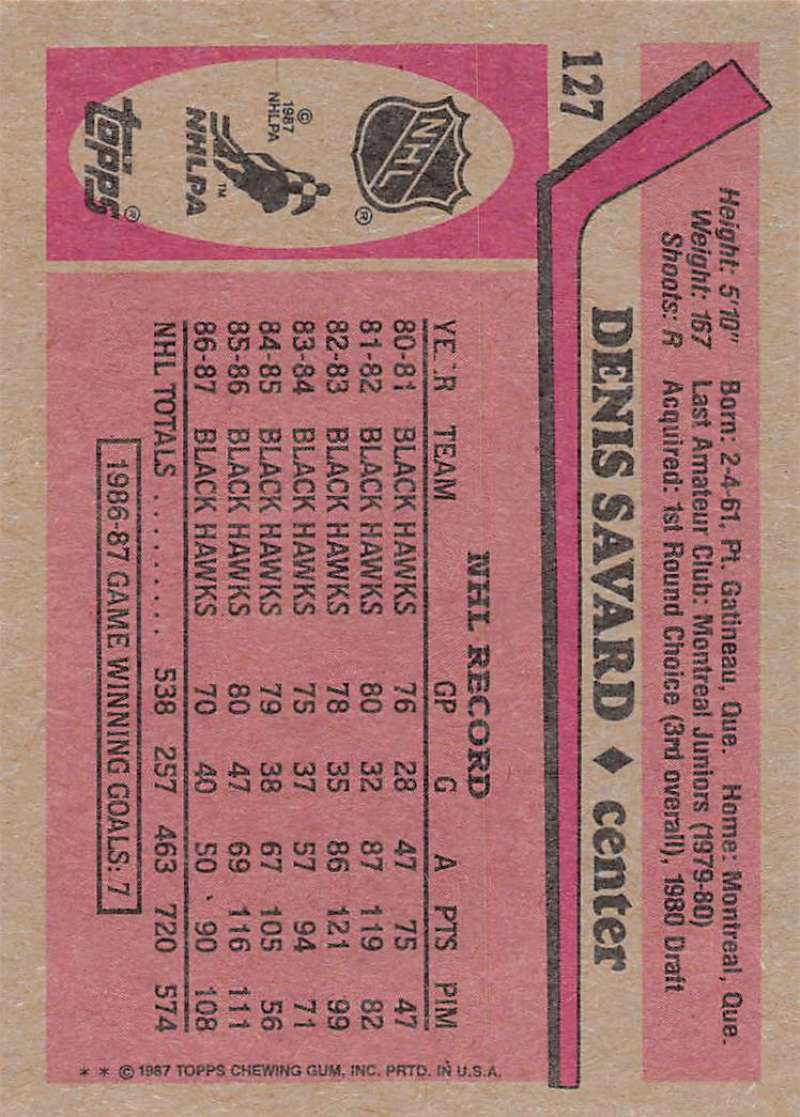 127
Height: 5'10" Born: 2-4-61, Pt. Gatineau, Que. Home: Montreal, Que.
Weight: 167 Last Amateur Club: Montreal Juniors (1979-80)
Shoots: R Acquired: 1st Round Choice (3rd overall), 1980 Draft
DENIS SAVARD ♦ center
NHL ®
© 1987
NHLPA
NHLPA ™
Topps ®
NHL RECORD
YE R TEAM GP G A PTS PIM
80-81 BLACK HAWKS 76 28 47 75 47
81-82 BLACK HAWKS 80 32 87 119 82
82-83 BLACK HAWKS 78 35 86 121 99
83-84 BLACK HAWKS 75 37 57 94 71
84-85 BLACK HAWKS 79 38 67 105 56
85-86 BLACK HAWKS 80 47 69 116 111
86-87 BLACK HAWKS 70 40 50 90 108
NHL TOTALS .......... 538 257 463 720 574
1986-87 GAME WINNING GOALS: 7
* * © 1987 TOPPS CHEWING GUM, INC. PRTD. IN U.S.A.